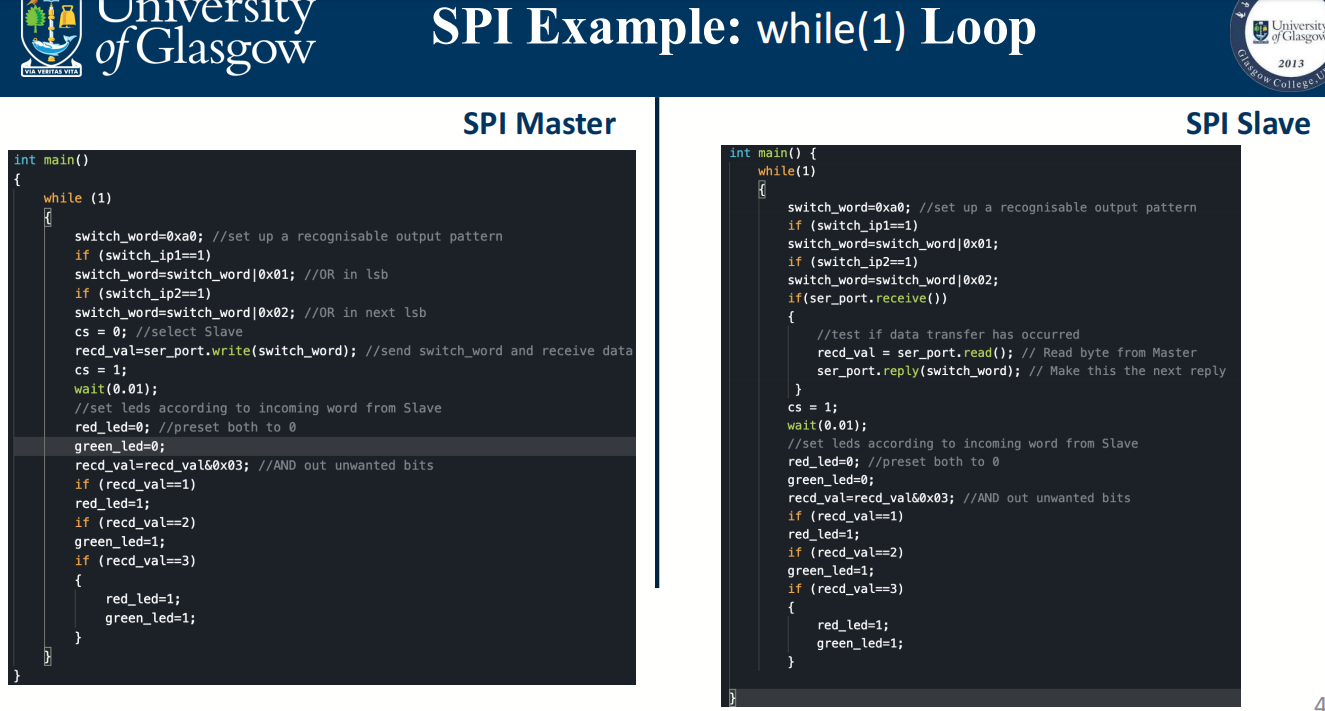 University
of Glasgow
VIA VERITAS VITA
SPI Example: while(1) Loop
University
of Glasgow
2013
Glasgow College, U
SPI Master
int main()
{
while (1)
{
switch_word=0xa0; //set up a recognisable output pattern
if (switch_ip1==1)
switch_word=switch_word|0x01; //OR in lsb
if (switch_ip2==1)
switch_word=switch_word|0x02; //OR in next lsb
cs = 0; //select Slave
recd_val=ser_port.write(switch_word); //send switch_word and receive data
cs = 1;
wait(0.01);
//set leds according to incoming word from Slave
red_led=0; //preset both to 0
green_led=0;
recd_val=recd_val&0x03; //AND out unwanted bits
if (recd_val==1)
red_led=1;
if (recd_val==2)
green_led=1;
if (recd_val==3)
{
red_led=1;
green_led=1;
}
}
}
SPI Slave
int main() {
while(1)
{
switch_word=0xa0; //set up a recognisable output pattern
if (switch_ip1==1)
switch_word=switch_word|0x01;
if (switch_ip2==1)
switch_word=switch_word|0x02;
if(ser_port.receive())
{
//test if data transfer has occurred
recd_val = ser_port.read(); // Read byte from Master
ser_port.reply(switch_word); // Make this the next reply
}
cs = 1;
wait(0.01);
//set leds according to incoming word from Slave
red_led=0; //preset both to 0
green_led=0;
recd_val=recd_val&0x03; //AND out unwanted bits
if (recd_val==1)
red_led=1;
if (recd_val==2)
green_led=1;
if (recd_val==3)
{
red_led=1;
green_led=1;
}
}
4